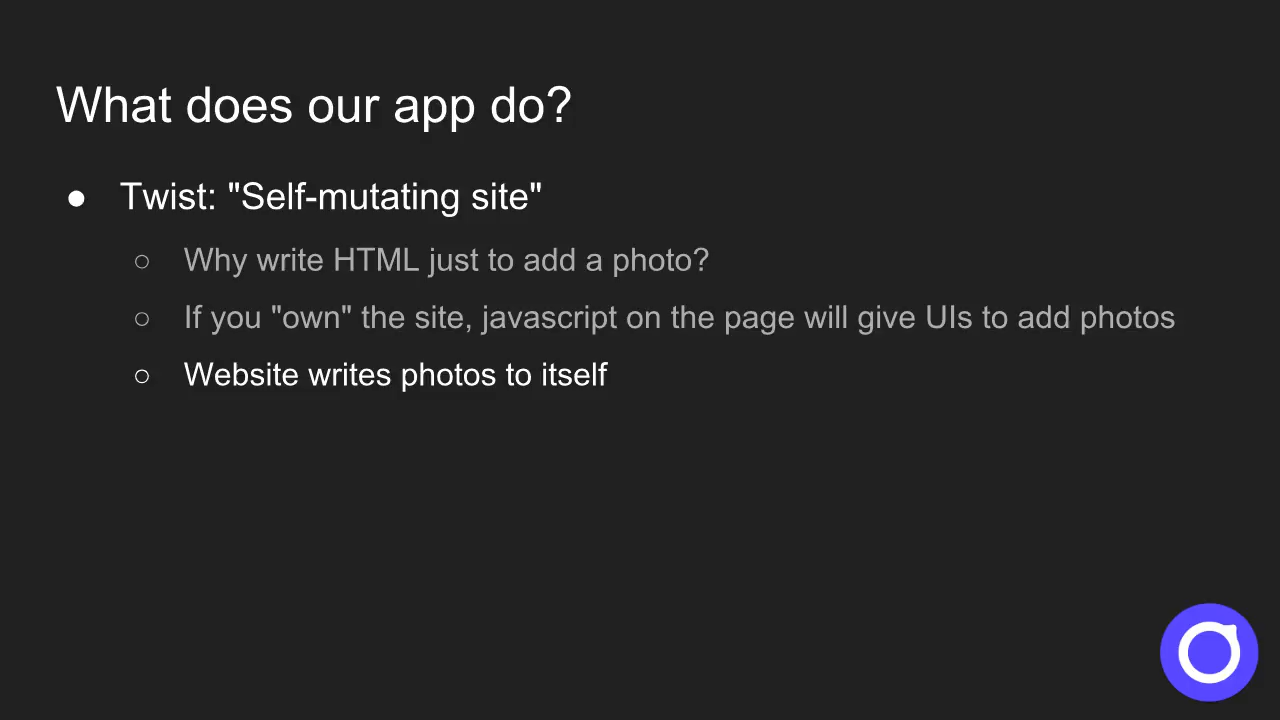 What does our app do?
● Twist: "Self-mutating site"
○ Why write HTML just to add a photo?
○ If you "own" the site, javascript on the page will give UIs to add photos
○ Website writes photos to itself